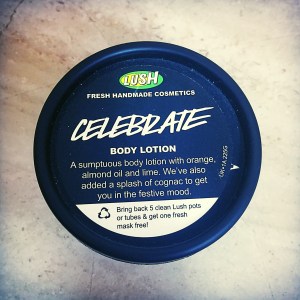 LUSH
FRESH HANDMADE COSMETICS
CELEBRATE
BODY LOTION
A sumptuous body lotion with orange,
almond oil and lime. We've also
added a splash of cognac to get
you in the festive mood.
Bring back 5 clean Lush pots
or tubes & get one fresh
mask free!